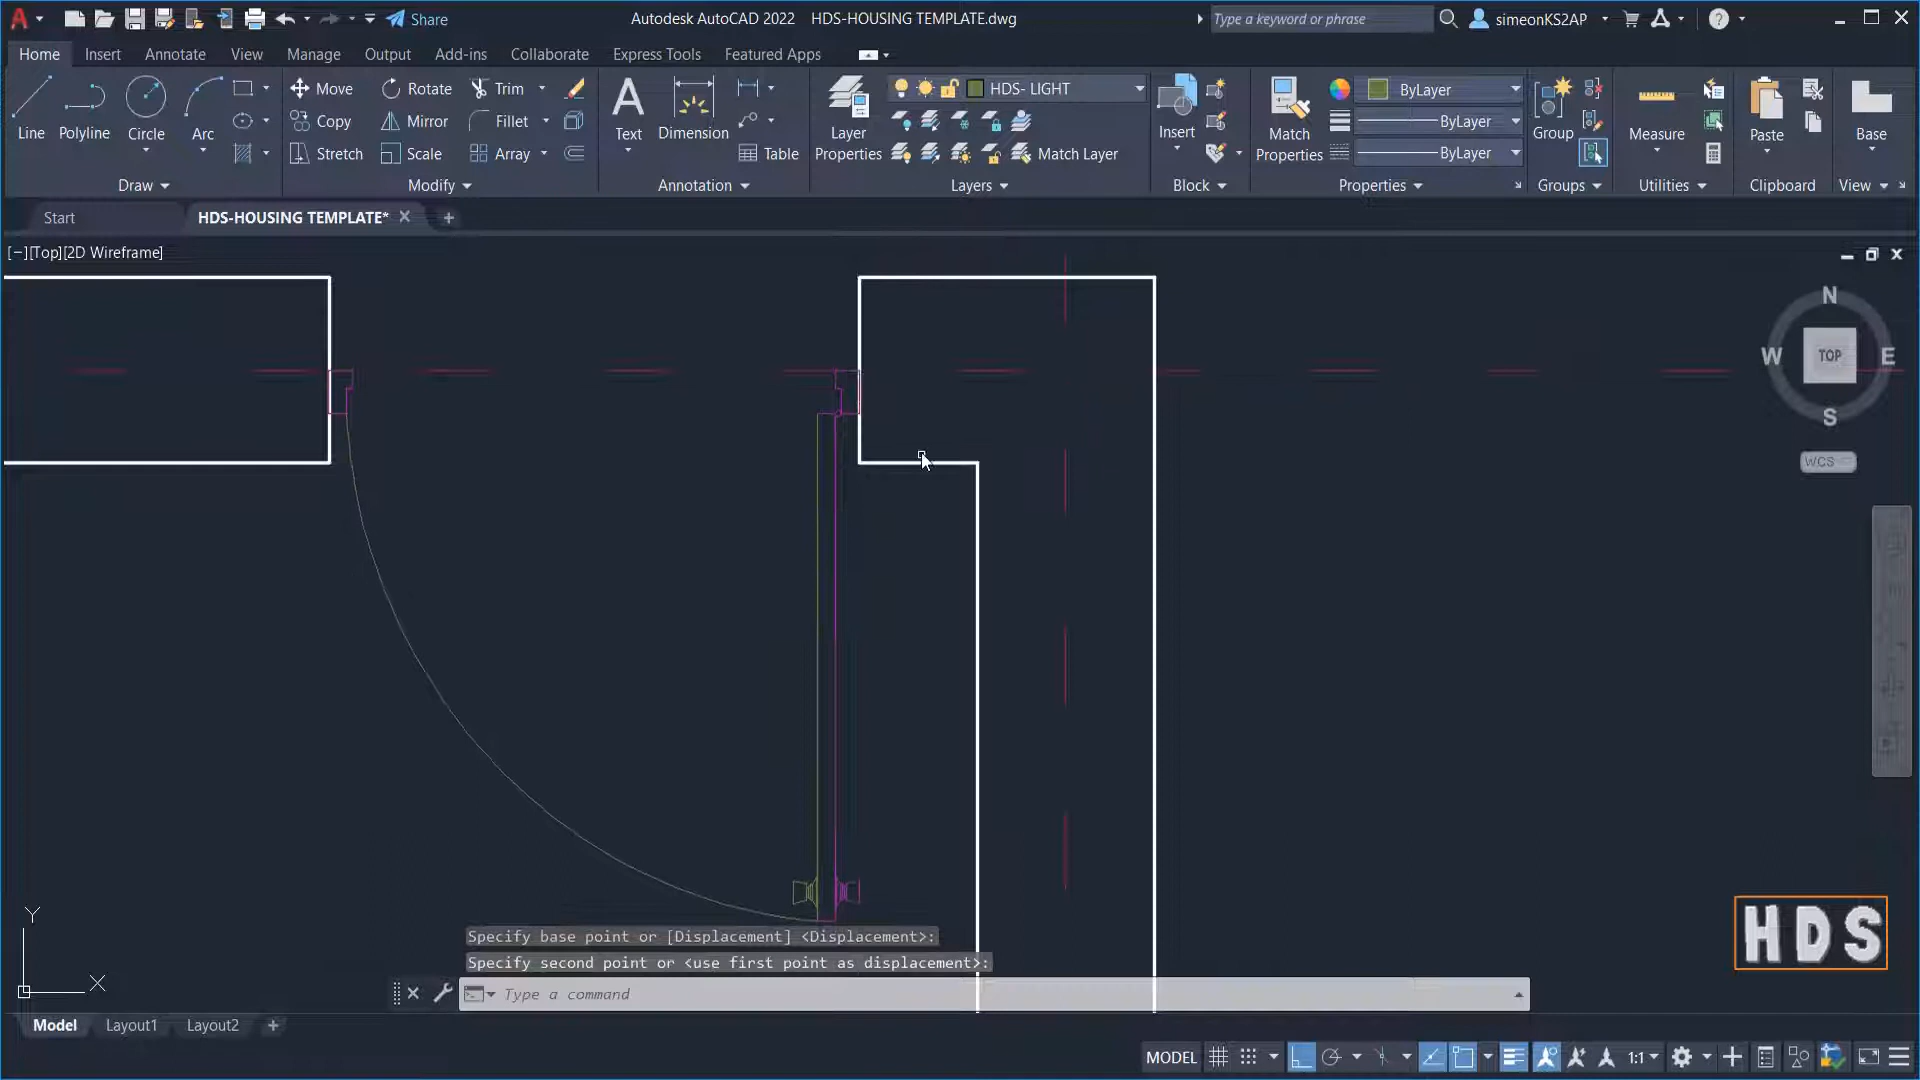 Share
Autodesk AutoCAD 2022 HDS-HOUSING TEMPLATE.dwg
Type a keyword or phrase
simeonKS2AP
Home Insert Annotate View Manage Output Add-ins Collaborate Express Tools Featured Apps
Line Polyline Circle Arc
Move Rotate Trim
Copy Mirror Fillet
Stretch Scale Array
Text Dimension Table
Layer Properties
HDS- LIGHT
Match Layer
Insert
Match Properties
ByLayer
ByLayer
ByLayer
Group Measure Paste Base
Draw Modify Annotation Layers Block Properties Groups Utilities Clipboard View
Start HDS-HOUSING TEMPLATE*
[−][Top][2D Wireframe]
N
W TOP E
S
WCS
Y
X
HDS
Specify base point or [Displacement] <Displacement>:
Specify second point or <use first point as displacement>:
Type a command
Model Layout1 Layout2
MODEL 1:1